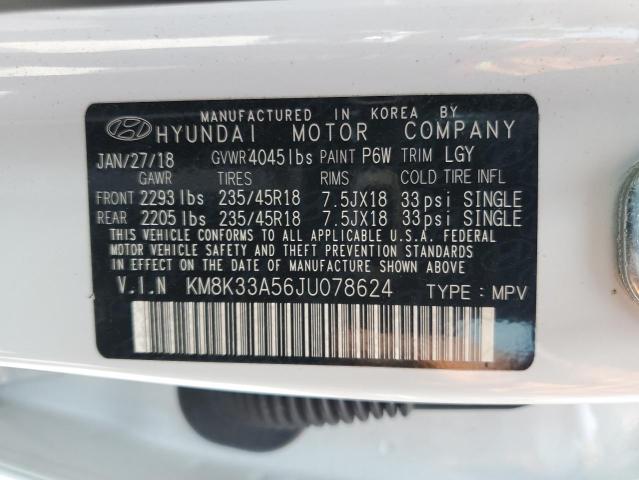 MANUFACTURED IN KOREA BY
HYUNDAI MOTOR COMPANY
JAN/27/18 GVWR 4045lbs PAINT P6W TRIM LGY
GAWR TIRES RIMS COLD TIRE INFL
FRONT 2293 lbs 235/45R18 7.5JX18 33psi SINGLE
REAR 2205 lbs 235/45R18 7.5JX18 33psi SINGLE
THIS VEHICLE CONFORMS TO ALL APPLICABLE U.S.A. FEDERAL
MOTOR VEHICLE SAFETY AND THEFT PREVENTION STANDARDS
IN EFFECT ON THE DATE OF MANUFACTURE SHOWN ABOVE.
V.I.N KM8K33A56JU078624 TYPE : MPV